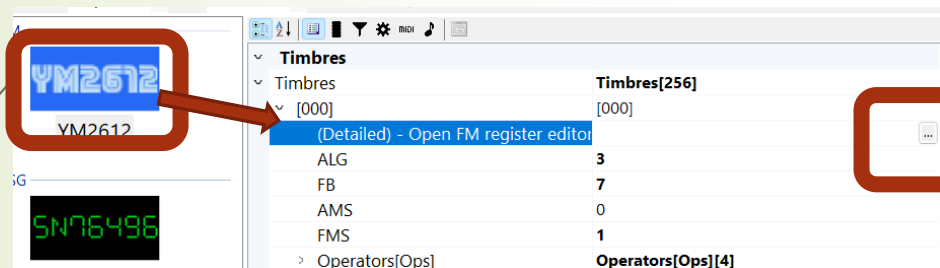 MIDI
Timbres
YM2612
Timbres Timbres[256]
[000] [000]
YM2612
(Detailed) - Open FM register editor ...
ALG 3
FB 7
SG
AMS 0
SN76496
FMS 1
Operators[Ops] Operators[Ops][4]